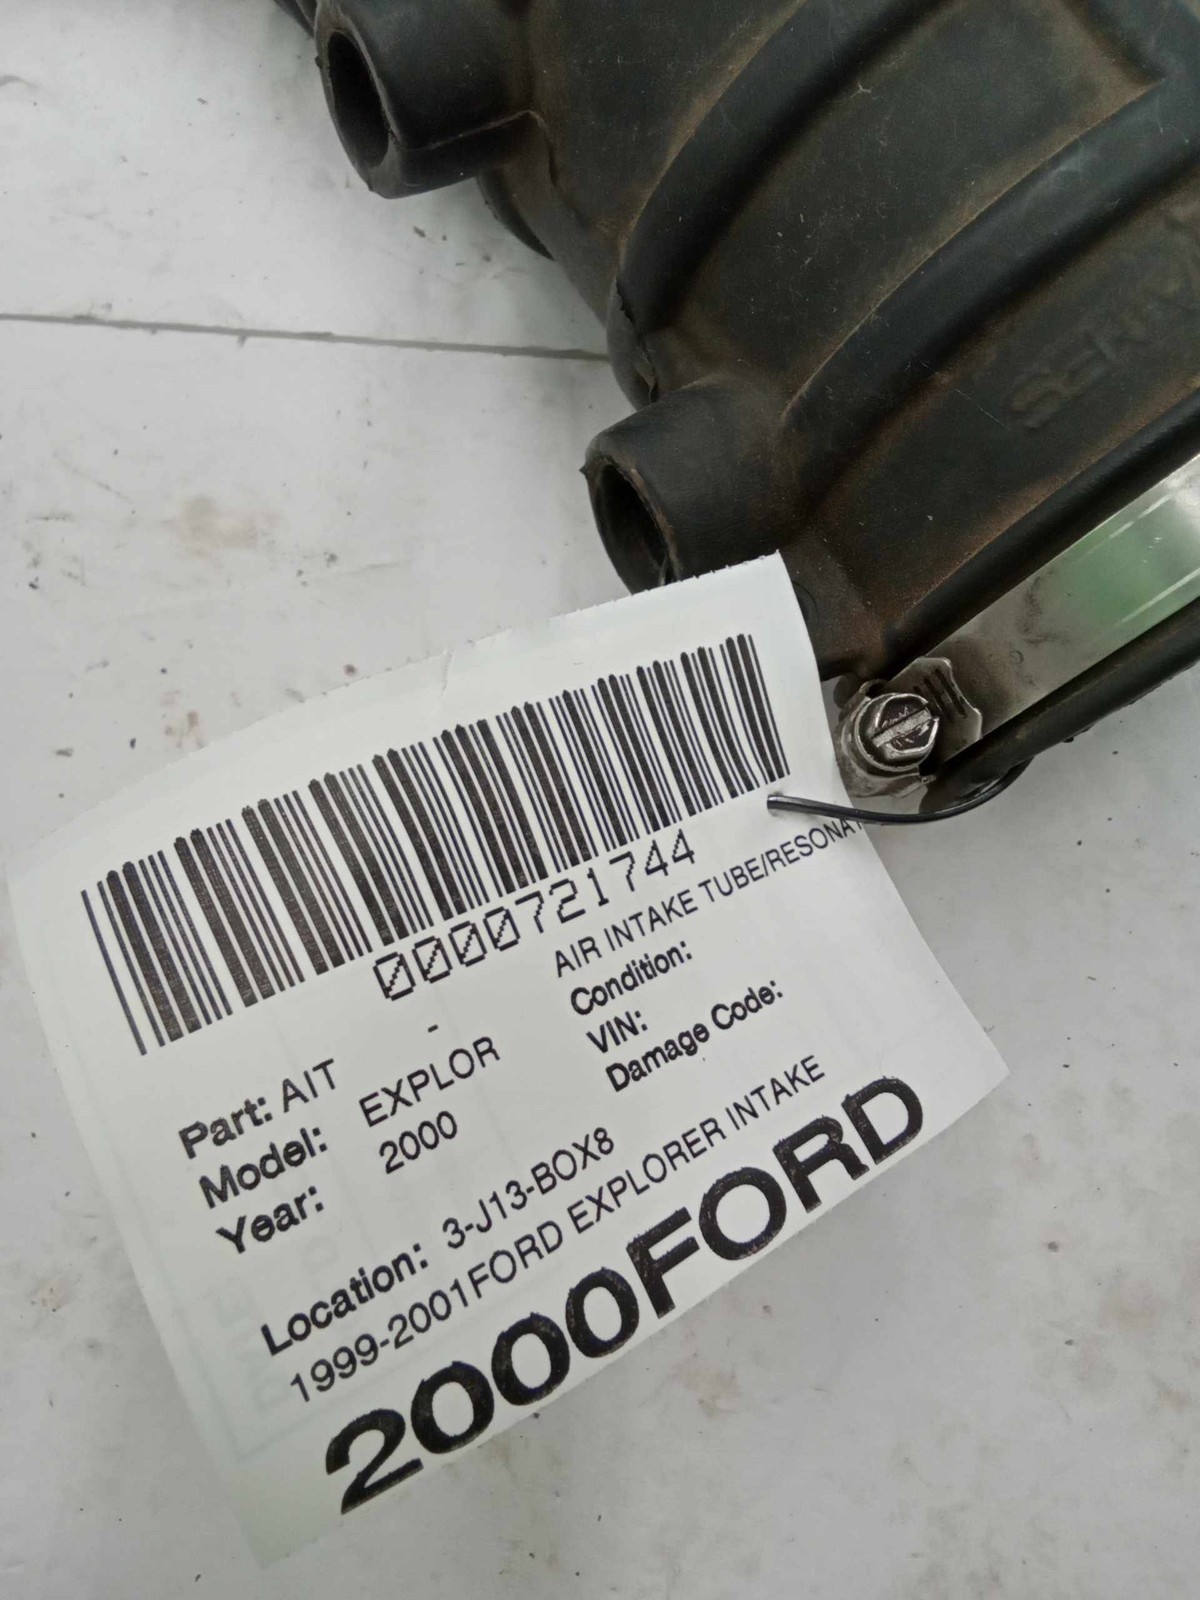 0000721744
-
AIR INTAKE TUBE/RESONAT
Part: AIT
Condition:
Model: EXPLOR
VIN:
Year: 2000
Damage Code:
Location: 3-J13-BOX8
1999-2001FORD EXPLORER INTAKE
2000FORD